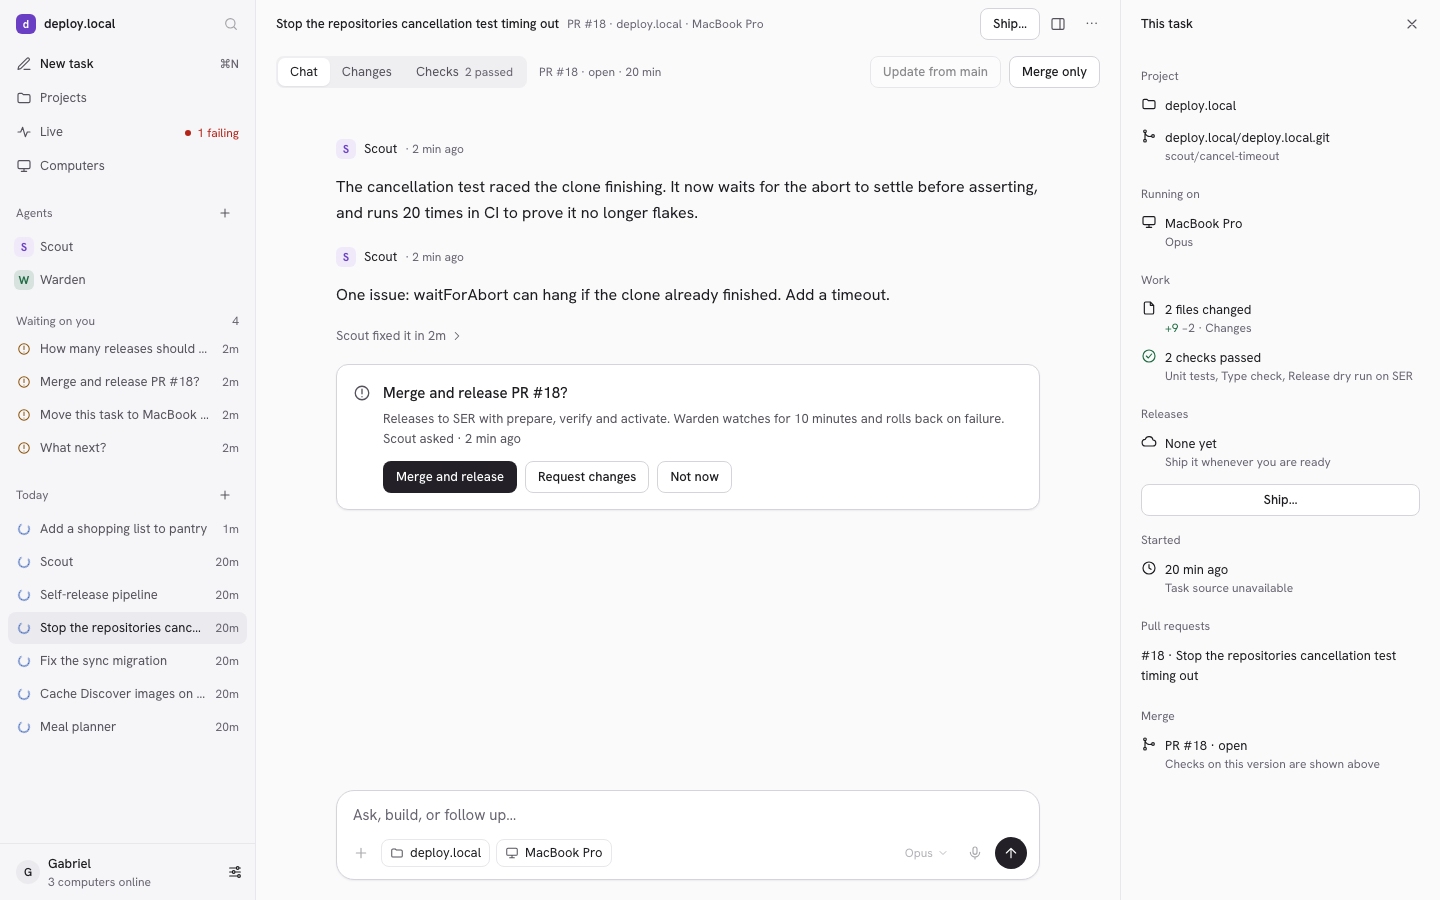 d deploy.local
New task ⌘N
Projects
Live 1 failing
Computers
Agents
S Scout
W Warden
Waiting on you 4
How many releases should ... 2m
Merge and release PR #18? 2m
Move this task to MacBook ... 2m
What next? 2m
Today
Add a shopping list to pantry 1m
Scout 20m
Self-release pipeline 20m
Stop the repositories canc... 20m
Fix the sync migration 20m
Cache Discover images on ... 20m
Meal planner 20m
G Gabriel
3 computers online
Stop the repositories cancellation test timing out PR #18 · deploy.local · MacBook Pro
Ship...
Chat Changes Checks 2 passed PR #18 · open · 20 min
Update from main Merge only
S Scout · 2 min ago
The cancellation test raced the clone finishing. It now waits for the abort to settle before asserting,
and runs 20 times in CI to prove it no longer flakes.
S Scout · 2 min ago
One issue: waitForAbort can hang if the clone already finished. Add a timeout.
Scout fixed it in 2m
Merge and release PR #18?
Releases to SER with prepare, verify and activate. Warden watches for 10 minutes and rolls back on failure.
Scout asked · 2 min ago
Merge and release Request changes Not now
Ask, build, or follow up...
deploy.local MacBook Pro Opus
This task
Project
deploy.local
deploy.local/deploy.local.git
scout/cancel-timeout
Running on
MacBook Pro
Opus
Work
2 files changed
+9 −2 · Changes
2 checks passed
Unit tests, Type check, Release dry run on SER
Releases
None yet
Ship it whenever you are ready
Ship...
Started
20 min ago
Task source unavailable
Pull requests
#18 · Stop the repositories cancellation test
timing out
Merge
PR #18 · open
Checks on this version are shown above